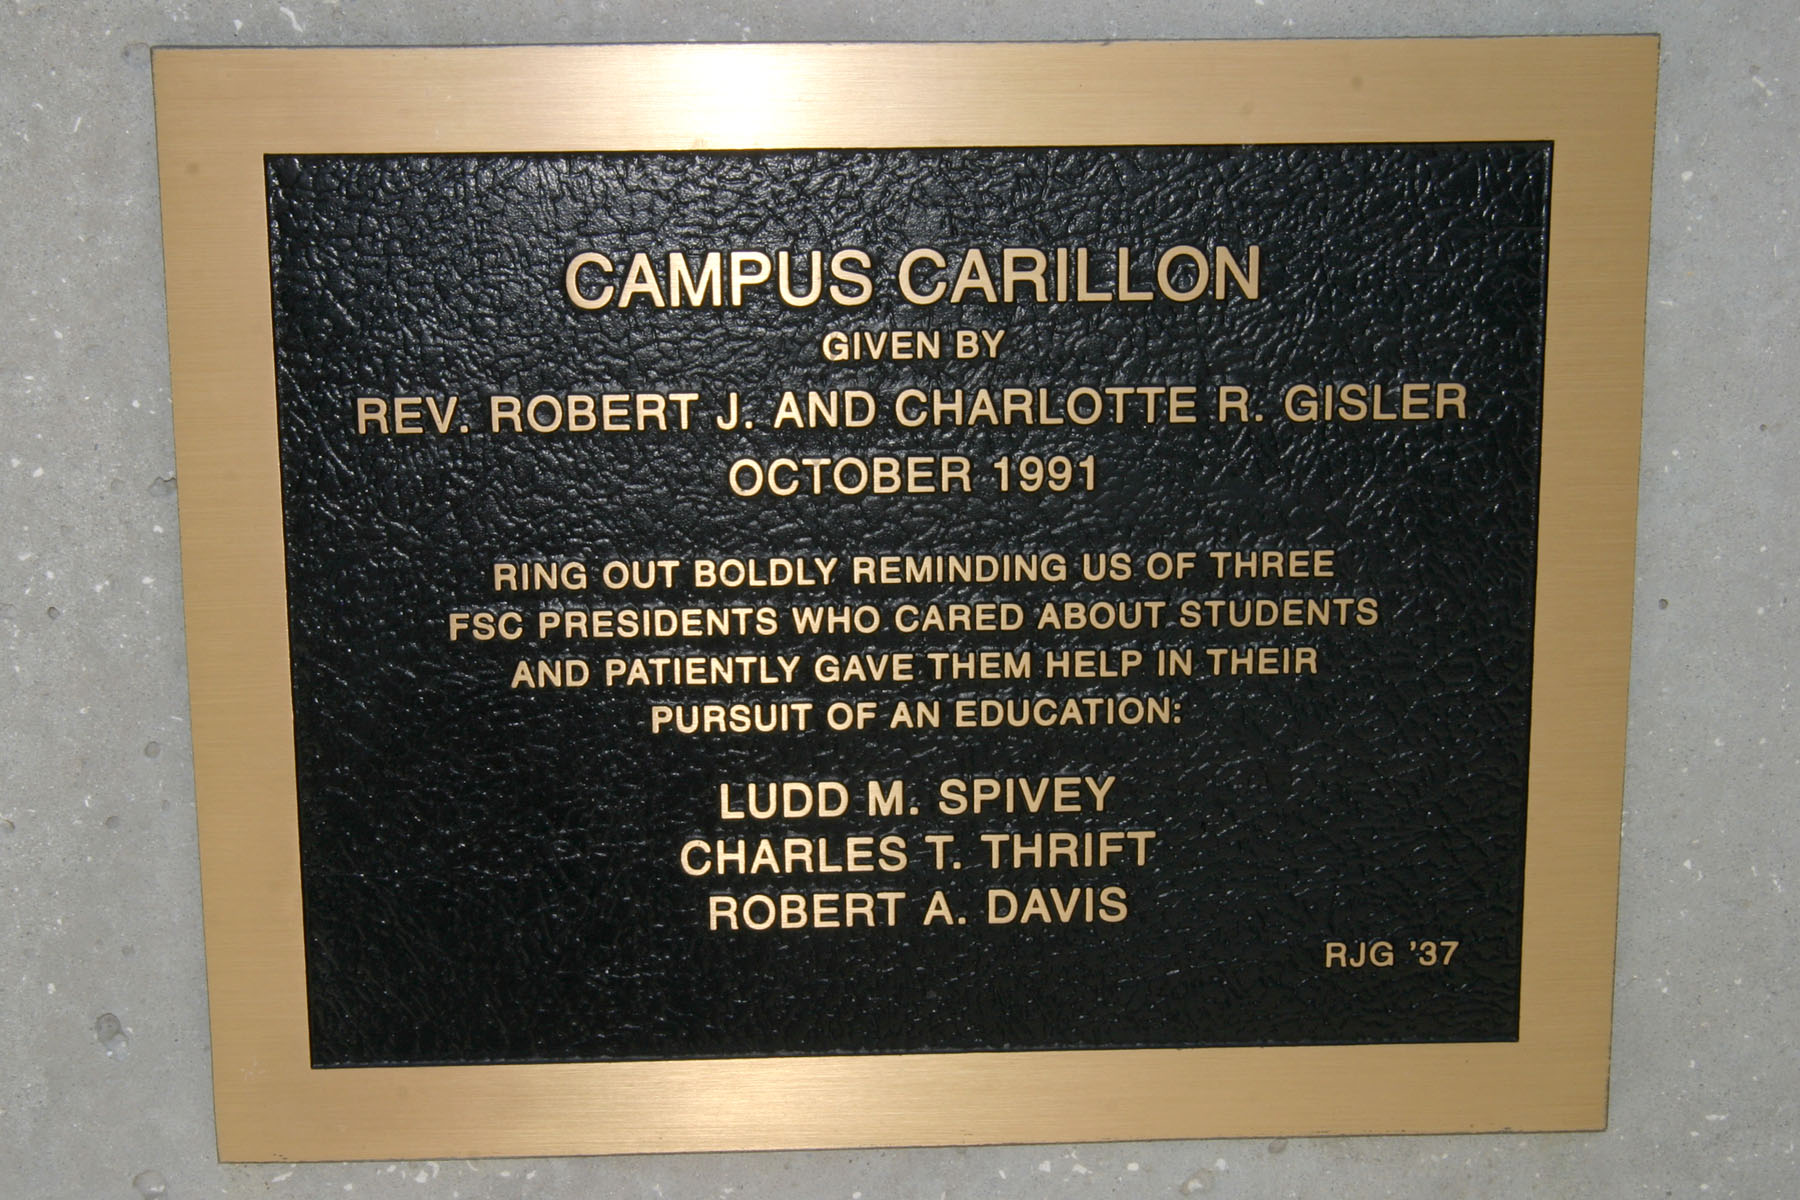 CAMPUS CARILLON
GIVEN BY
REV. ROBERT J. AND CHARLOTTE R. GISLER
OCTOBER 1991
RING OUT BOLDLY REMINDING US OF THREE
FSC PRESIDENTS WHO CARED ABOUT STUDENTS
AND PATIENTLY GAVE THEM HELP IN THEIR
PURSUIT OF AN EDUCATION:
LUDD M. SPIVEY
CHARLES T. THRIFT
ROBERT A. DAVIS
RJG '37